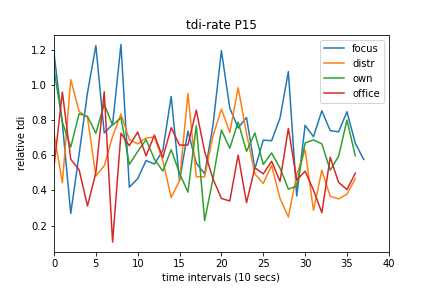 tdi-rate P15
relative tdi
1.2
1.0
0.8
0.6
0.4
0.2
focus
distr
own
office
0 5 10 15 20 25 30 35 40
time intervals (10 secs)